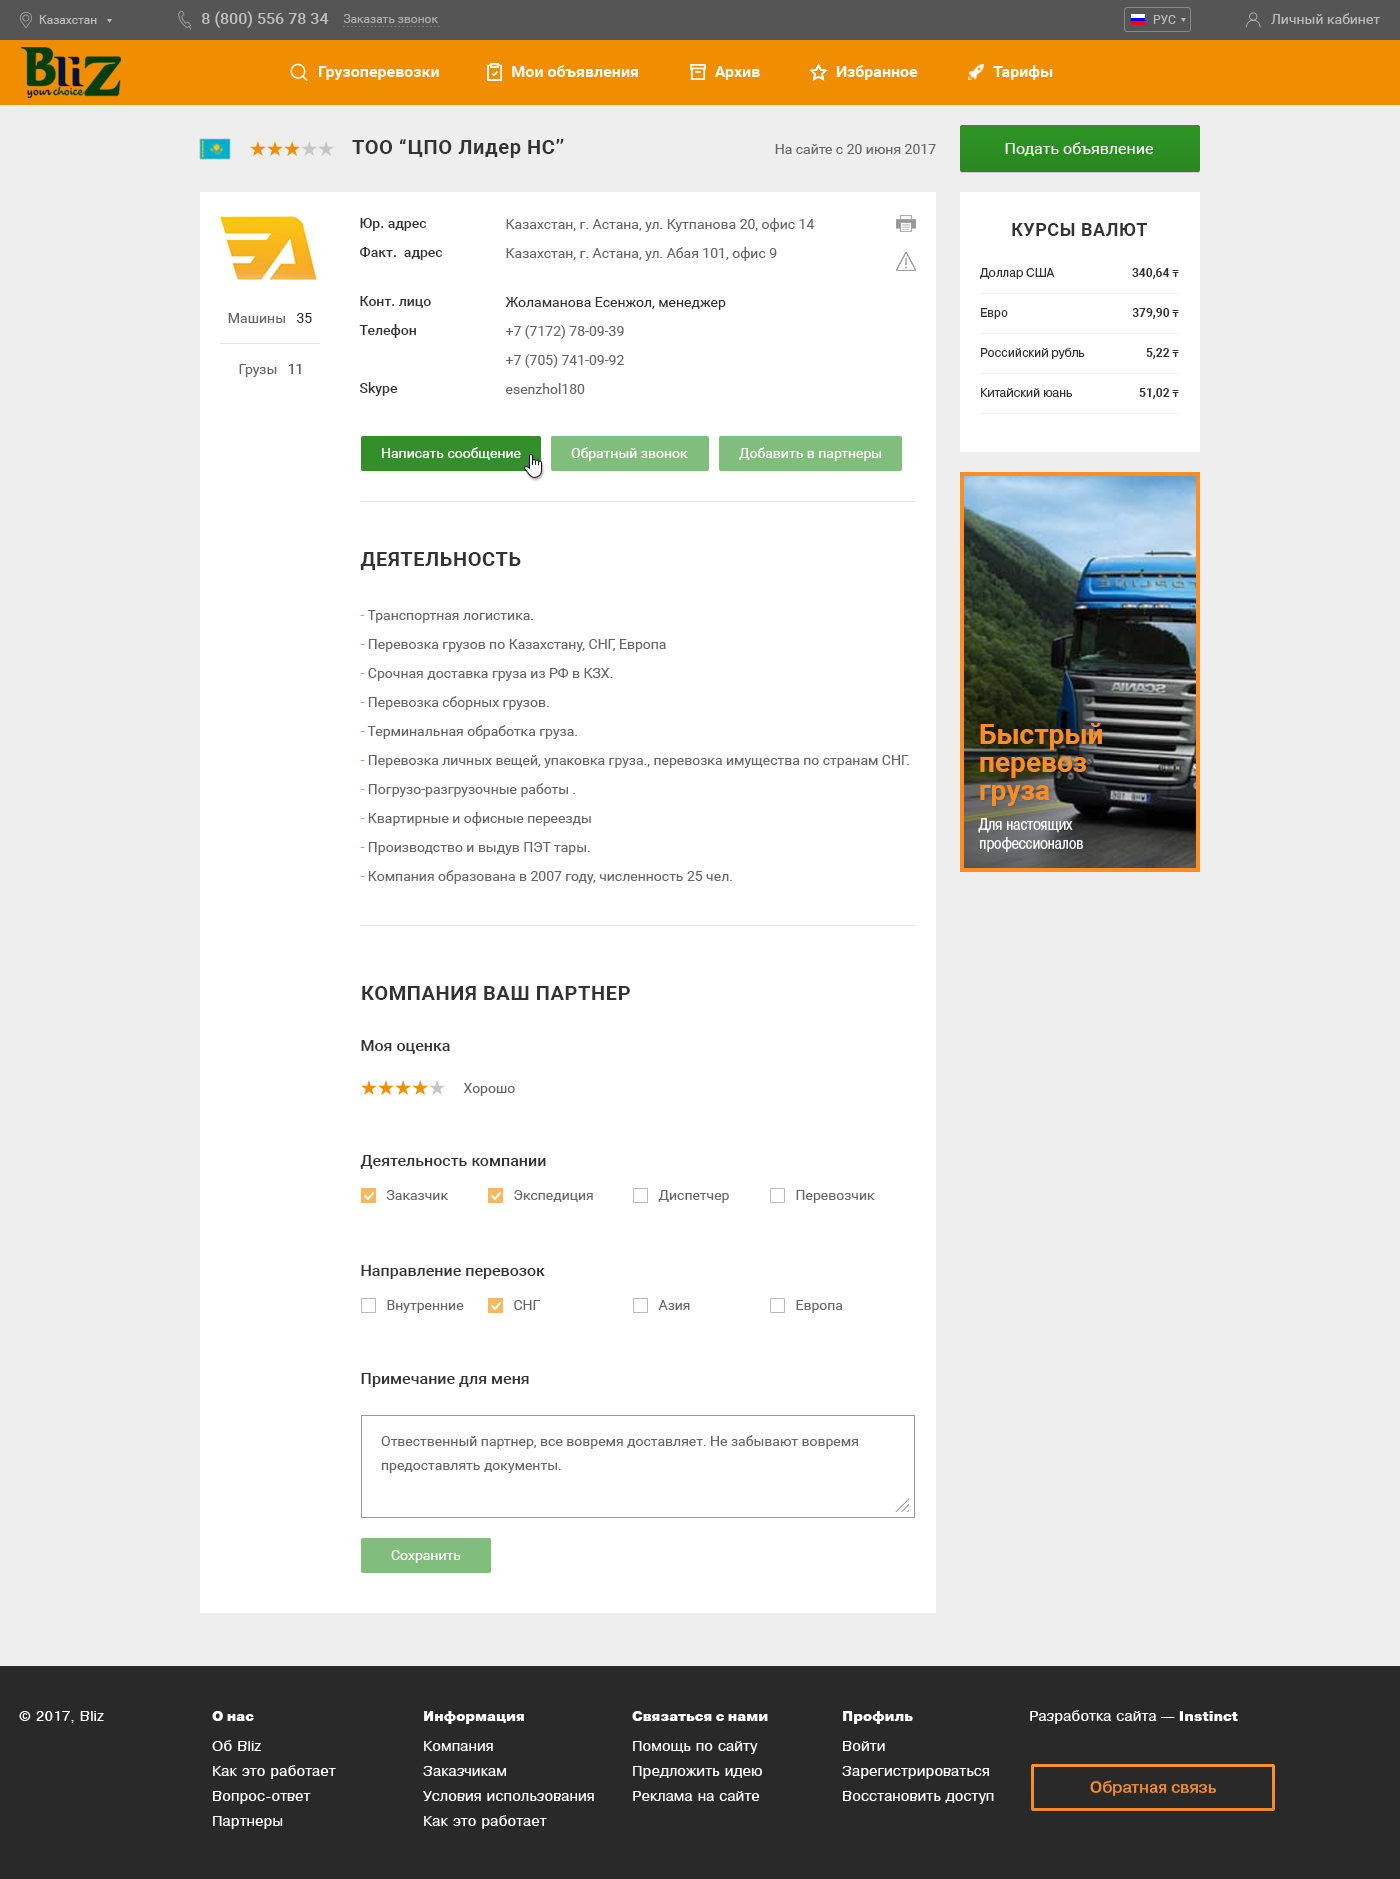 Казахстан
8 (800) 556 78 34
Заказать звонок
РУС
Личный кабинет
Bliz
your choice
Грузоперевозки
Мои объявления
Архив
Избранное
Тарифы
ТОО “ЦПО Лидер НС”
На сайте с 20 июня 2017
Подать объявление
Машины 35
Грузы 11
Юр. адрес
Казахстан, г. Астана, ул. Кутпанова 20, офис 14
Факт. адрес
Казахстан, г. Астана, ул. Абая 101, офис 9
Конт. лицо
Жоламанова Есенжол, менеджер
Телефон
+7 (7172) 78-09-39
+7 (705) 741-09-92
Skype
esenzhol180
Написать сообщение
Обратный звонок
Добавить в партнеры
КУРСЫ ВАЛЮТ
Доллар США 340,64 ₸
Евро 379,90 ₸
Российский рубль 5,22 ₸
Китайский юань 51,02 ₸
SCANIA
Быстрый
перевоз
груза
Для настоящих
профессионалов
ДЕЯТЕЛЬНОСТЬ
- Транспортная логистика.
- Перевозка грузов по Казахстану, СНГ, Европа
- Срочная доставка груза из РФ в КЗХ.
- Перевозка сборных грузов.
- Терминальная обработка груза.
- Перевозка личных вещей, упаковка груза., перевозка имущества по странам СНГ.
- Погрузо-разгрузочные работы .
- Квартирные и офисные переезды
- Производство и выдув ПЭТ тары.
- Компания образована в 2007 году, численность 25 чел.
КОМПАНИЯ ВАШ ПАРТНЕР
Моя оценка
Хорошо
Деятельность компании
Заказчик
Экспедиция
Диспетчер
Перевозчик
Направление перевозок
Внутренние
СНГ
Азия
Европа
Примечание для меня
Отвественный партнер, все вовремя доставляет. Не забывают вовремя
предоставлять документы.
Сохранить
© 2017, Bliz
О нас
Об Bliz
Как это работает
Вопрос-ответ
Партнеры
Информация
Компания
Заказчикам
Условия использования
Как это работает
Связаться с нами
Помощь по сайту
Предложить идею
Реклама на сайте
Профиль
Войти
Зарегистрироваться
Восстановить доступ
Разработка сайта — Instinct
Обратная связь